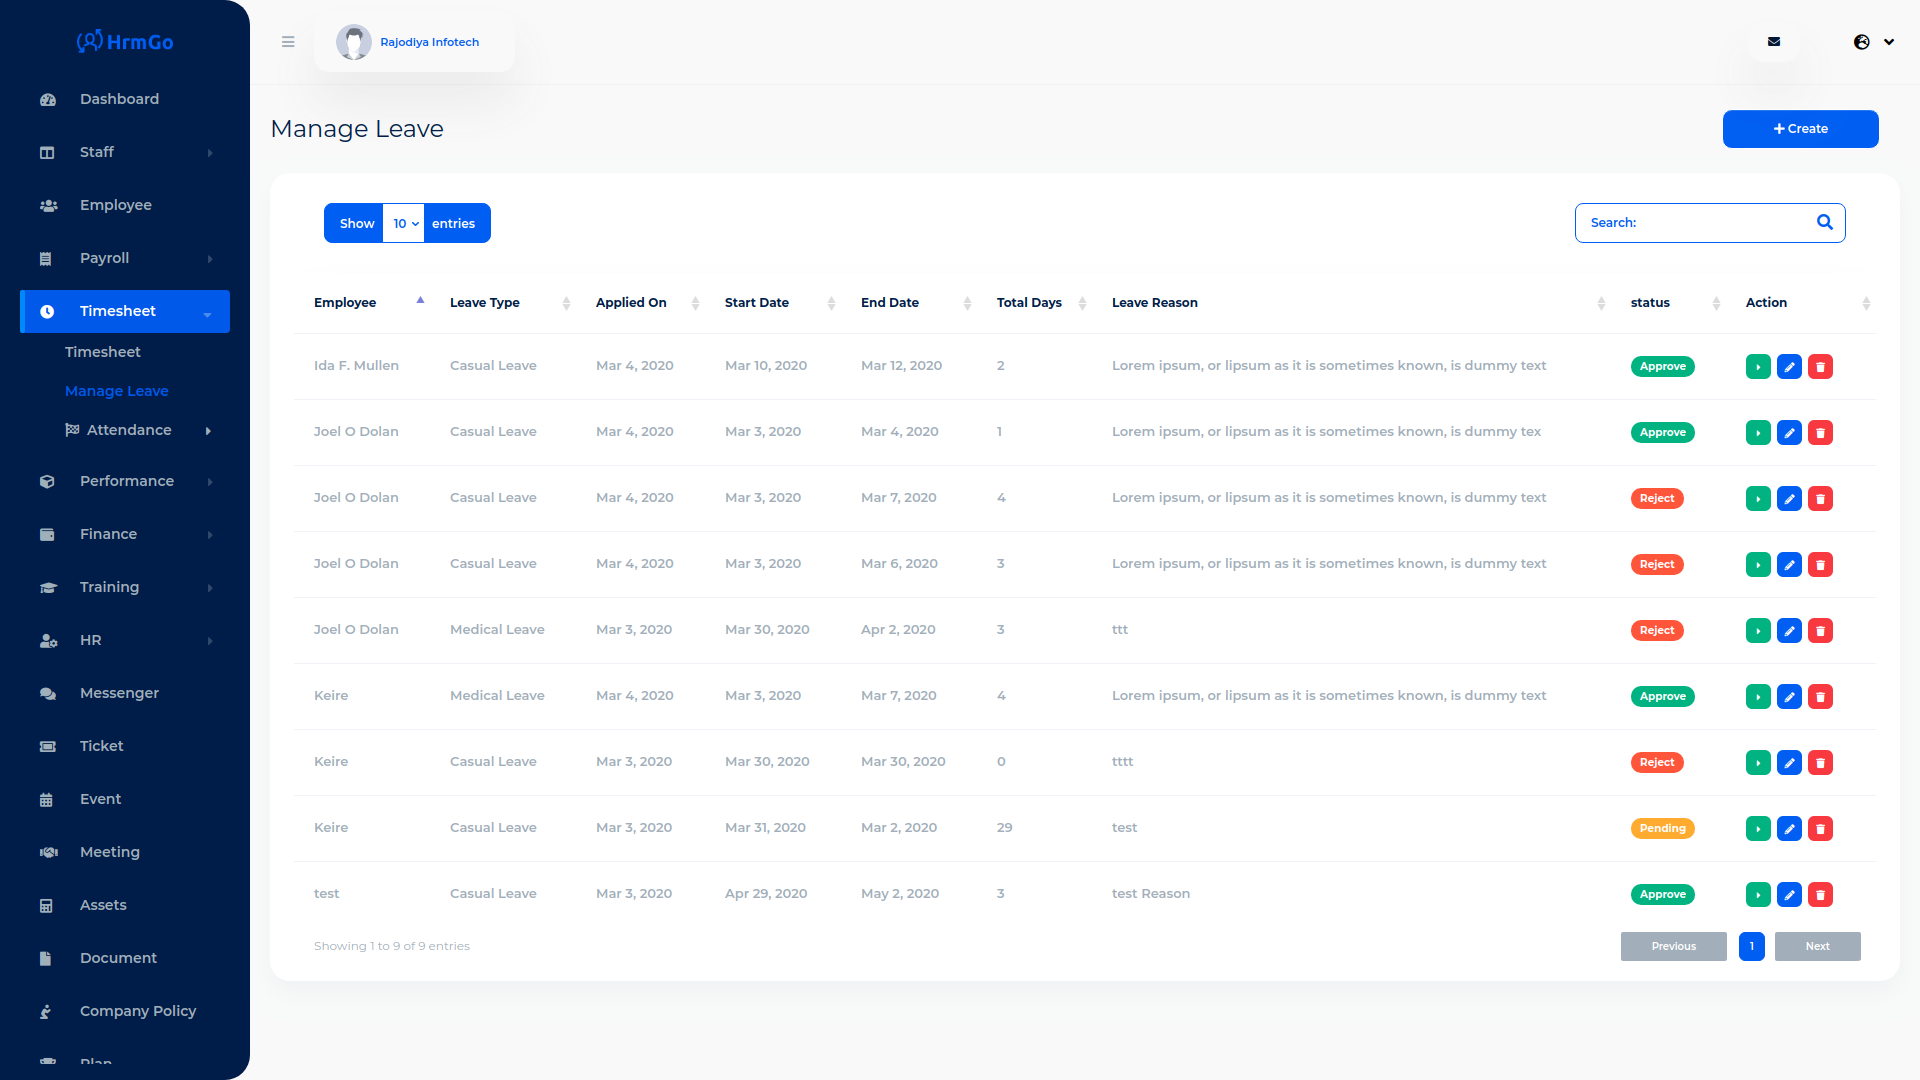 HrmGo
Rajodiya Infotech
Dashboard
Staff
Employee
Payroll
Timesheet
Timesheet
Manage Leave
Attendance
Performance
Finance
Training
HR
Messenger
Ticket
Event
Meeting
Assets
Document
Company Policy
Plan
Manage Leave
Create
Show 10 entries
Search:
Employee Leave Type Applied On Start Date End Date Total Days Leave Reason status Action
Ida F. Mullen Casual Leave Mar 4, 2020 Mar 10, 2020 Mar 12, 2020 2 Lorem ipsum, or lipsum as it is sometimes known, is dummy text Approve
Joel O Dolan Casual Leave Mar 4, 2020 Mar 3, 2020 Mar 4, 2020 1 Lorem ipsum, or lipsum as it is sometimes known, is dummy tex Approve
Joel O Dolan Casual Leave Mar 4, 2020 Mar 3, 2020 Mar 7, 2020 4 Lorem ipsum, or lipsum as it is sometimes known, is dummy text Reject
Joel O Dolan Casual Leave Mar 4, 2020 Mar 3, 2020 Mar 6, 2020 3 Lorem ipsum, or lipsum as it is sometimes known, is dummy text Reject
Joel O Dolan Medical Leave Mar 3, 2020 Mar 30, 2020 Apr 2, 2020 3 ttt Reject
Keire Medical Leave Mar 4, 2020 Mar 3, 2020 Mar 7, 2020 4 Lorem ipsum, or lipsum as it is sometimes known, is dummy text Approve
Keire Casual Leave Mar 3, 2020 Mar 30, 2020 Mar 30, 2020 0 tttt Reject
Keire Casual Leave Mar 3, 2020 Mar 31, 2020 Mar 2, 2020 29 test Pending
test Casual Leave Mar 3, 2020 Apr 29, 2020 May 2, 2020 3 test Reason Approve
Showing 1 to 9 of 9 entries
Previous 1 Next